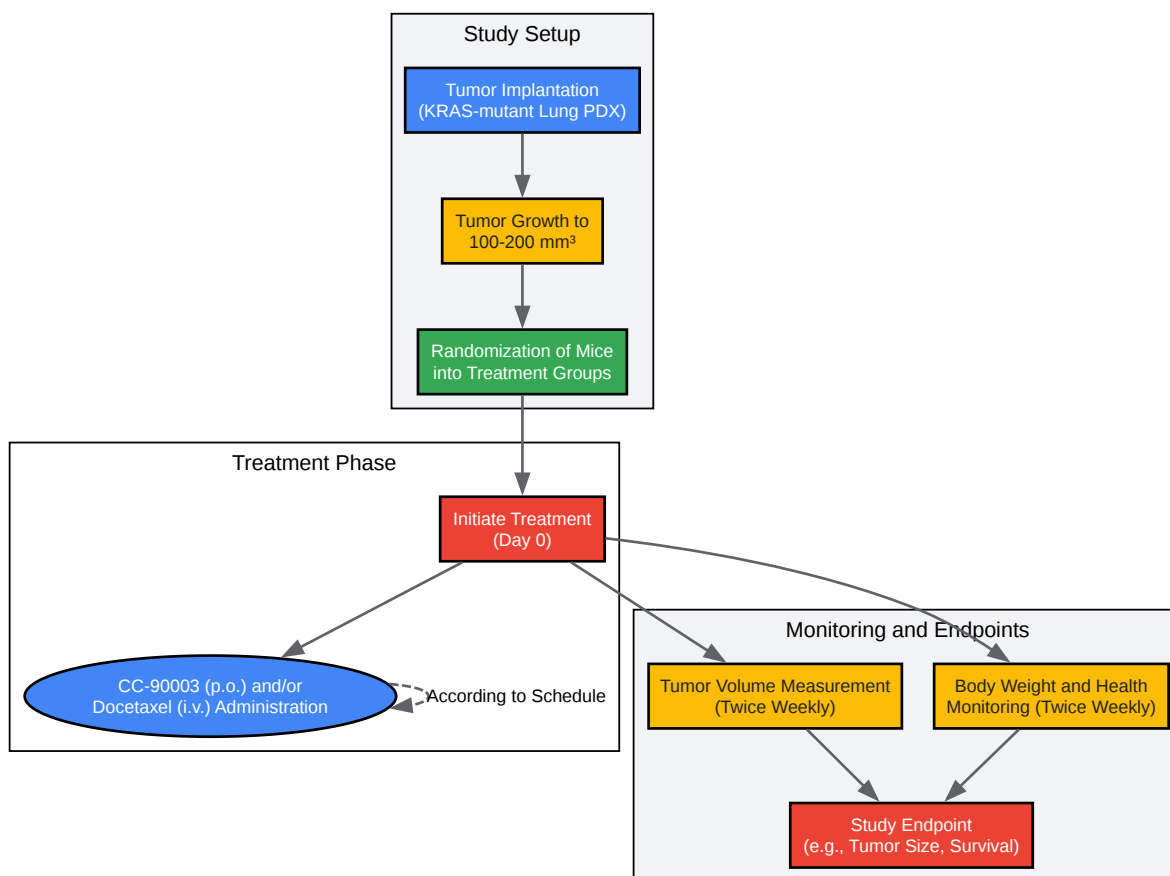 Study Setup
Tumor Implantation
(KRAS-mutant Lung PDX)
Tumor Growth to
100-200 mm³
Randomization of Mice
into Treatment Groups
Treatment Phase
Initiate Treatment
(Day 0)
CC-90003 (p.o.) and/or
Docetaxel (i.v.) Administration
According to Schedule
Monitoring and Endpoints
Tumor Volume Measurement
(Twice Weekly)
Body Weight and Health
Monitoring (Twice Weekly)
Study Endpoint
(e.g., Tumor Size, Survival)